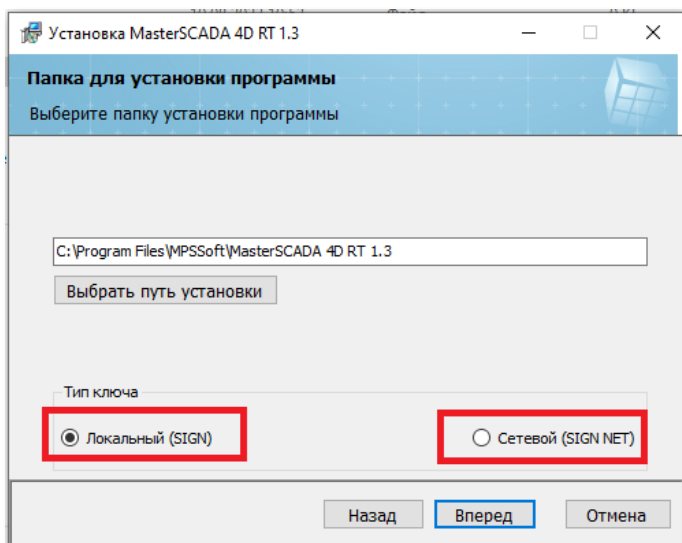 Установка MasterSCADA 4D RT 1.3
Папка для установки программы
Выберите папку установки программы
C:\Program Files\MPSSoft\MasterSCADA 4D RT 1.3
Выбрать путь установки
Тип ключа
Локальный (SIGN)
Сетевой (SIGN NET)
Назад
Вперед
Отмена